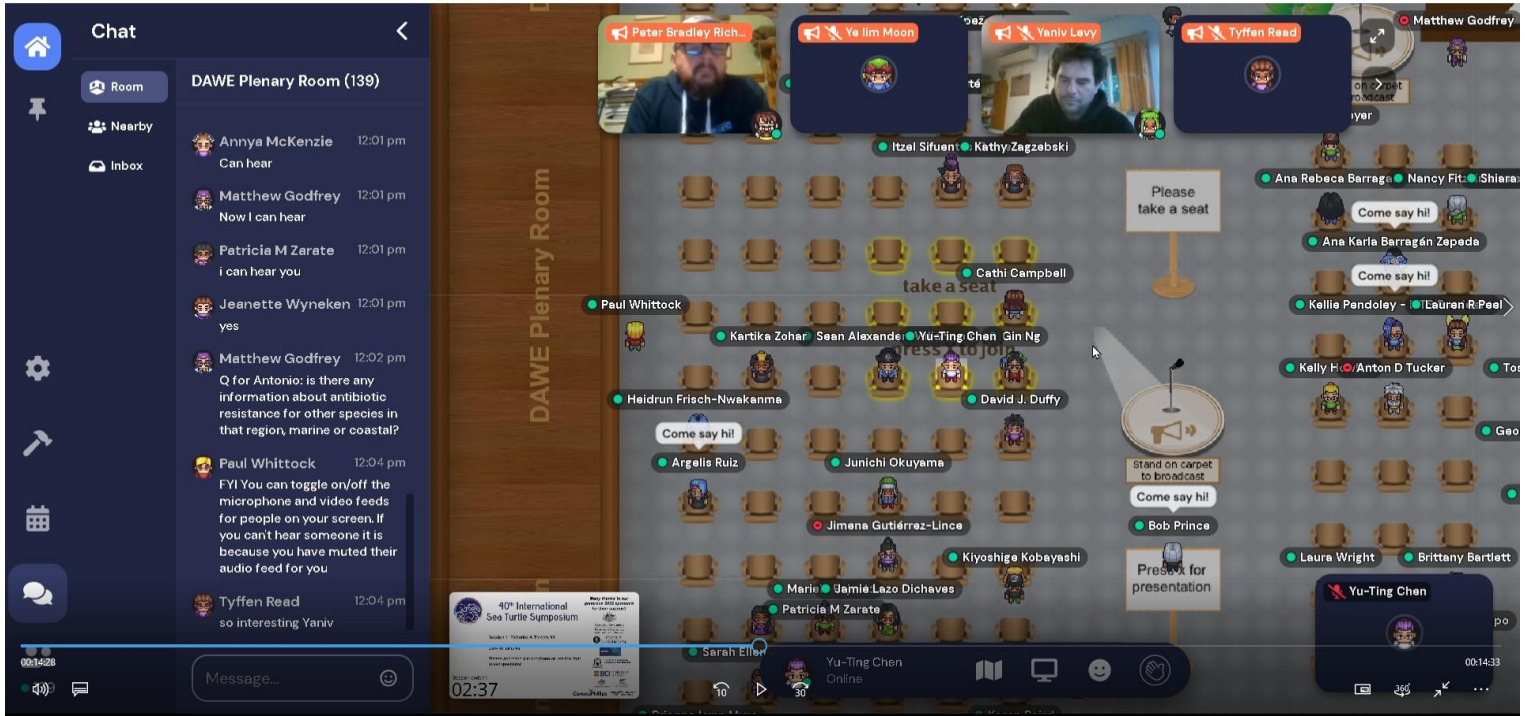 Chat
Room
Nearby
Inbox
DAWE Plenary Room (139)
Annya McKenzie 12:01 pm
Can hear
Matthew Godfrey 12:01 pm
Now I can hear
Patricia M Zarate 12:01 pm
i can hear you
Jeanette Wyneken 12:01 pm
yes
Matthew Godfrey 12:02 pm
Q for Antonio: is there any
information about antibiotic
resistance for other species in
that region, marine or coastal?
Paul Whittock 12:04 pm
FYI You can toggle on/off the
microphone and video feeds
for people on your screen. If
you can't hear someone it is
because you have muted their
audio feed for you
Tyffen Read 12:04 pm
so interesting Yaniv
Message...
00:14:28
DAWE Plenary Room
Peter Bradley Rich...
Ye lim Moon
Yaniv Levy
Tyffen Read
Matthew Godfrey
Itzel Sifuent
Kathy Zagzebski
Please
take a seat
Ana Rebeca Barraga
Nancy Fitz
Shiara
Come say hi!
Ana Karla Barragán Zepeda
Come say hi!
Cathi Campbell
take a seat
Paul Whittock
Kellie Pendoley -
Lauren R Peel
Kartika Zohar
Sean Alexander
Yu-Ting Chen
Gin Ng
press x to join
Kelly H
Anton D Tucker
Tos
Heidrun Frisch-Nwakanma
David J. Duffy
Come say hi!
Geo
Argelis Ruiz
Junichi Okuyama
Stand on carpet
to broadcast
Come say hi!
Jimena Gutiérrez-Lince
Bob Prince
Kiyoshige Kobayashi
Laura Wright
Brittany Bartlett
Press x for
presentation
Marie
Jamie
Lazo Dichaves
Patricia M Zarate
Yu-Ting Chen
40th International
Sea Turtle Symposium
Sarah Eller
02:37
Yu-Ting Chen
Online
10
30
00:14:33
360°